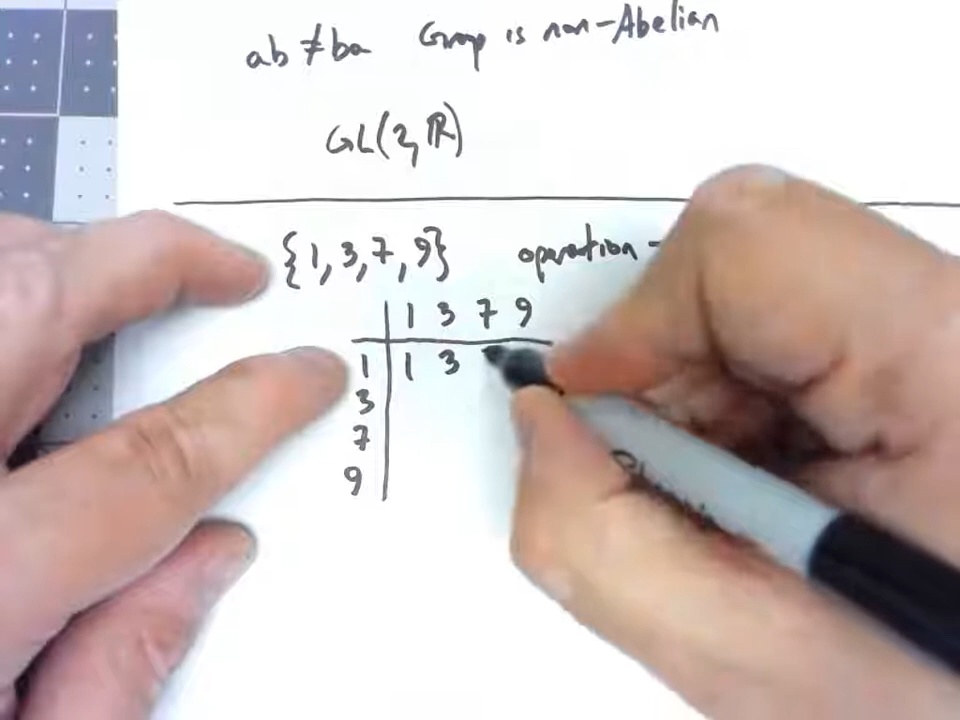 ab ≠ ba Group is non-Abelian
GL(2, ℝ)
{1, 3, 7, 9} operation -
1 3 7 9
1 1 3
3
7
9